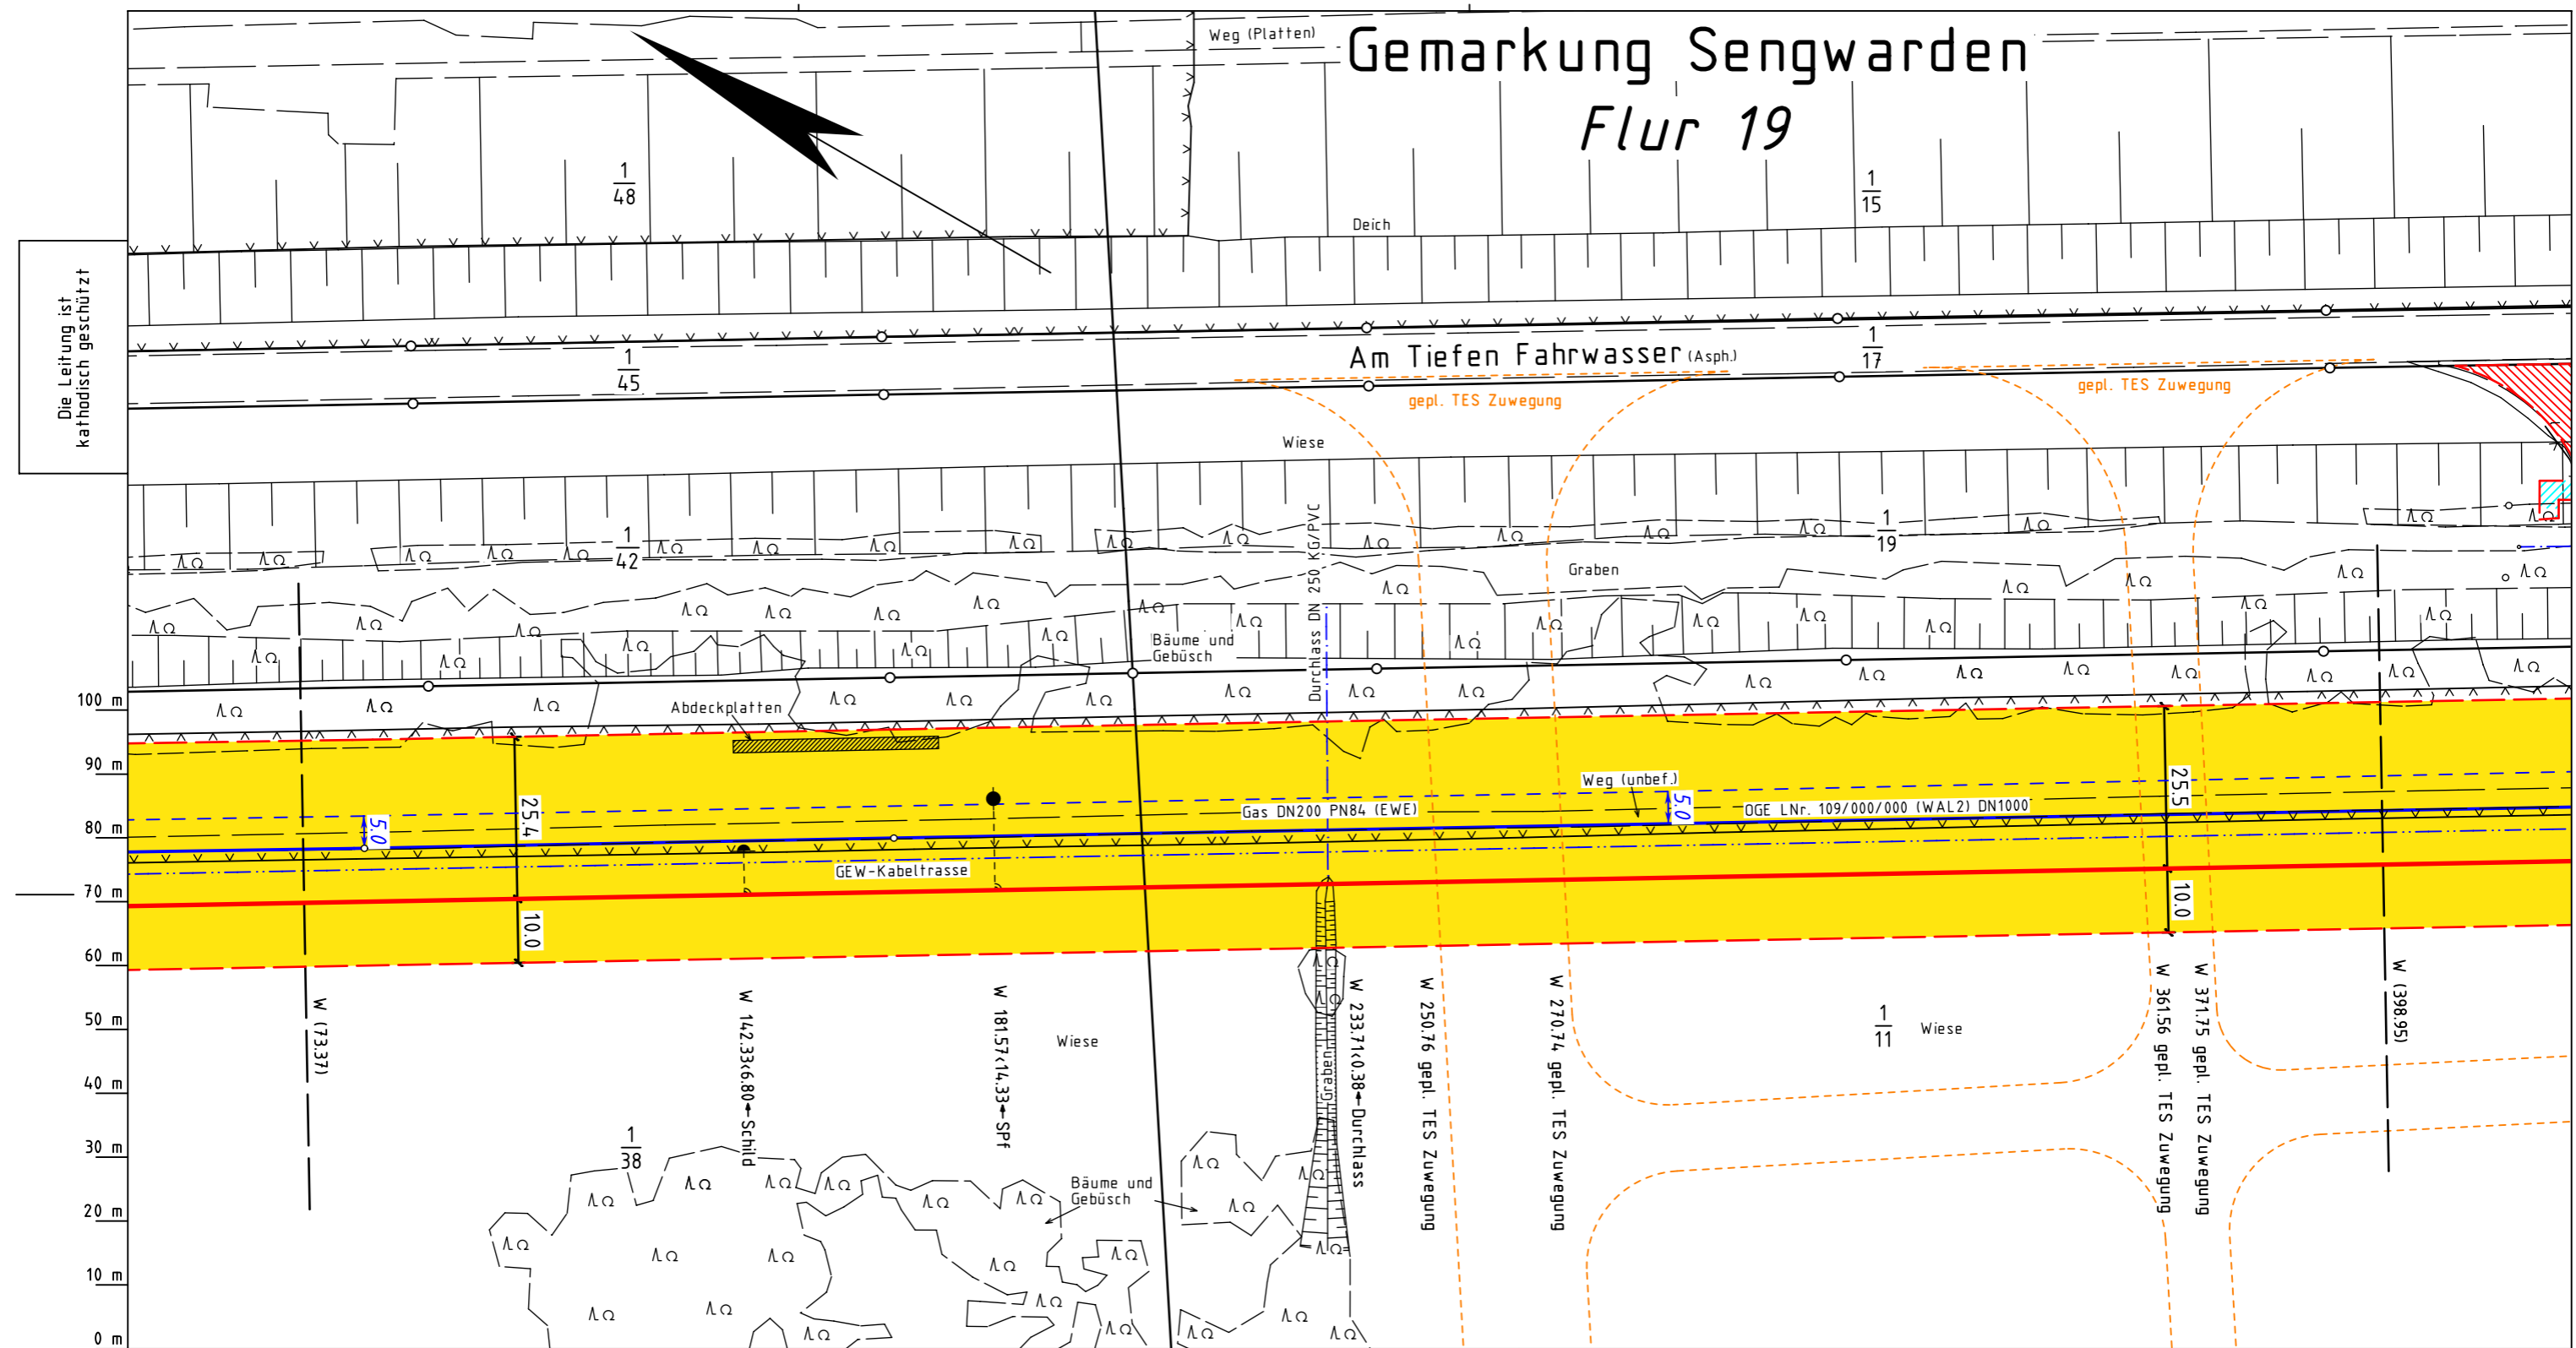 Gemarkung Sengwarden
Flur 19
Weg (Platten)
1
48
1
15
Deich
Die Leitung ist
kathodisch geschützt
Am Tiefen Fahrwasser (Asph.)
1
45
1
17
gepl. TES Zuwegung
gepl. TES Zuwegung
Wiese
1
42
1
19
Graben
Durchlass DN 250 KG/PVC
Bäume und
Gebüsch
Abdeckplatten
100 m
90 m
80 m
70 m
60 m
50 m
40 m
30 m
20 m
10 m
0 m
25.4
10.0
5.0
Weg (unbef.)
5.0
Gas DN200 PN84 (EWE)
OGE LNr. 109/000/000 (WAL2) DN1000
25.5
10.0
GEW-Kabeltrasse
W (73.37)
W 142.33<6.80 Schild
W 181.57<14.33 SPf
W 233.71<0.38 Durchlass
W 250.76 gepl. TES Zuwegung
W 270.74 gepl. TES Zuwegung
W 361.56 gepl. TES Zuwegung
W 371.75 gepl. TES Zuwegung
W (398.95)
Wiese
1
11
Wiese
Graben
1
38
Bäume und
Gebüsch